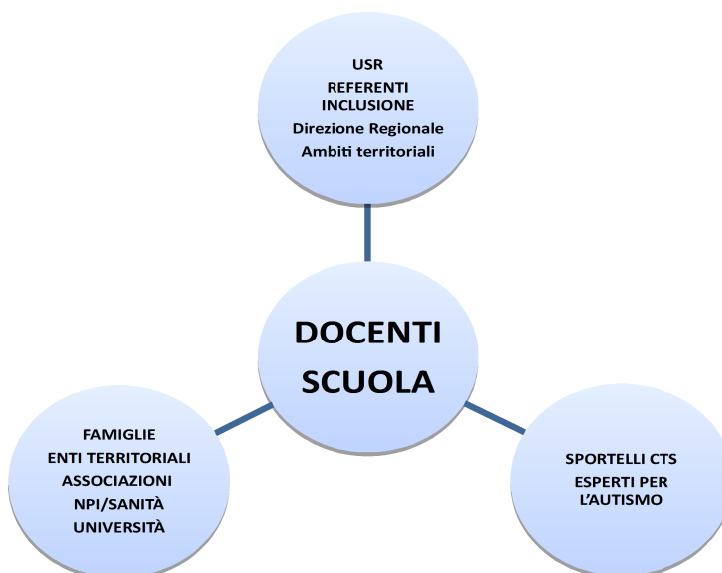 USR
REFERENTI
INCLUSIONE
Direzione Regionale
Ambiti territoriali
DOCENTI
SCUOLA
FAMIGLIE
ENTI TERRITORIALI
ASSOCIAZIONI
NPI/SANITÀ
UNIVERSITÀ
SPORTELLI CTS
ESPERTI PER
L'AUTISMO